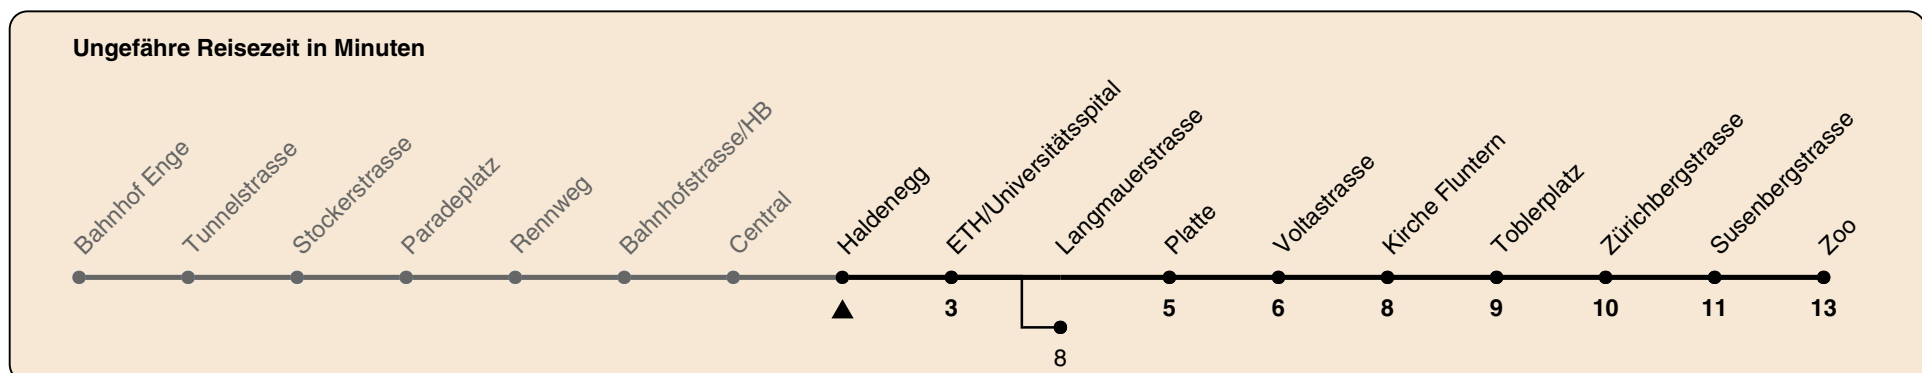 Ungefähre Reisezeit in Minuten
Bahnhof Enge
Tunnelstrasse
Stockerstrasse
Paradeplatz
Rennweg
Bahnhofstrasse/HB
Central
Haldenegg
ETH/Universitätsspital
Langmauerstrasse
Platte
Voltastrasse
Kirche Fluntern
Toblerplatz
Zürichbergstrasse
Susenbergstrasse
Zoo
3 5 6 8 9 10 11 13
8